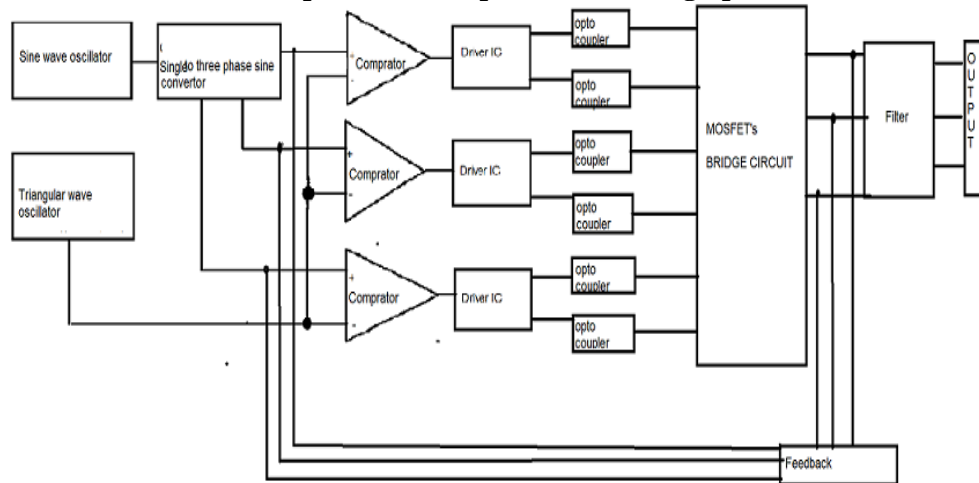 opto
coupler
Sine wave oscillator
Single to three phase sine
convertor
Comprator
Driver IC
opto
coupler
MOSFET's
BRIDGE CIRCUIT
Filter
OUTPUT
opto
coupler
Triangular wave
oscillator
Comprator
Driver IC
opto
coupler
opto
coupler
Comprator
Driver IC
opto
coupler
Feedback
+
-
+
-
+
-